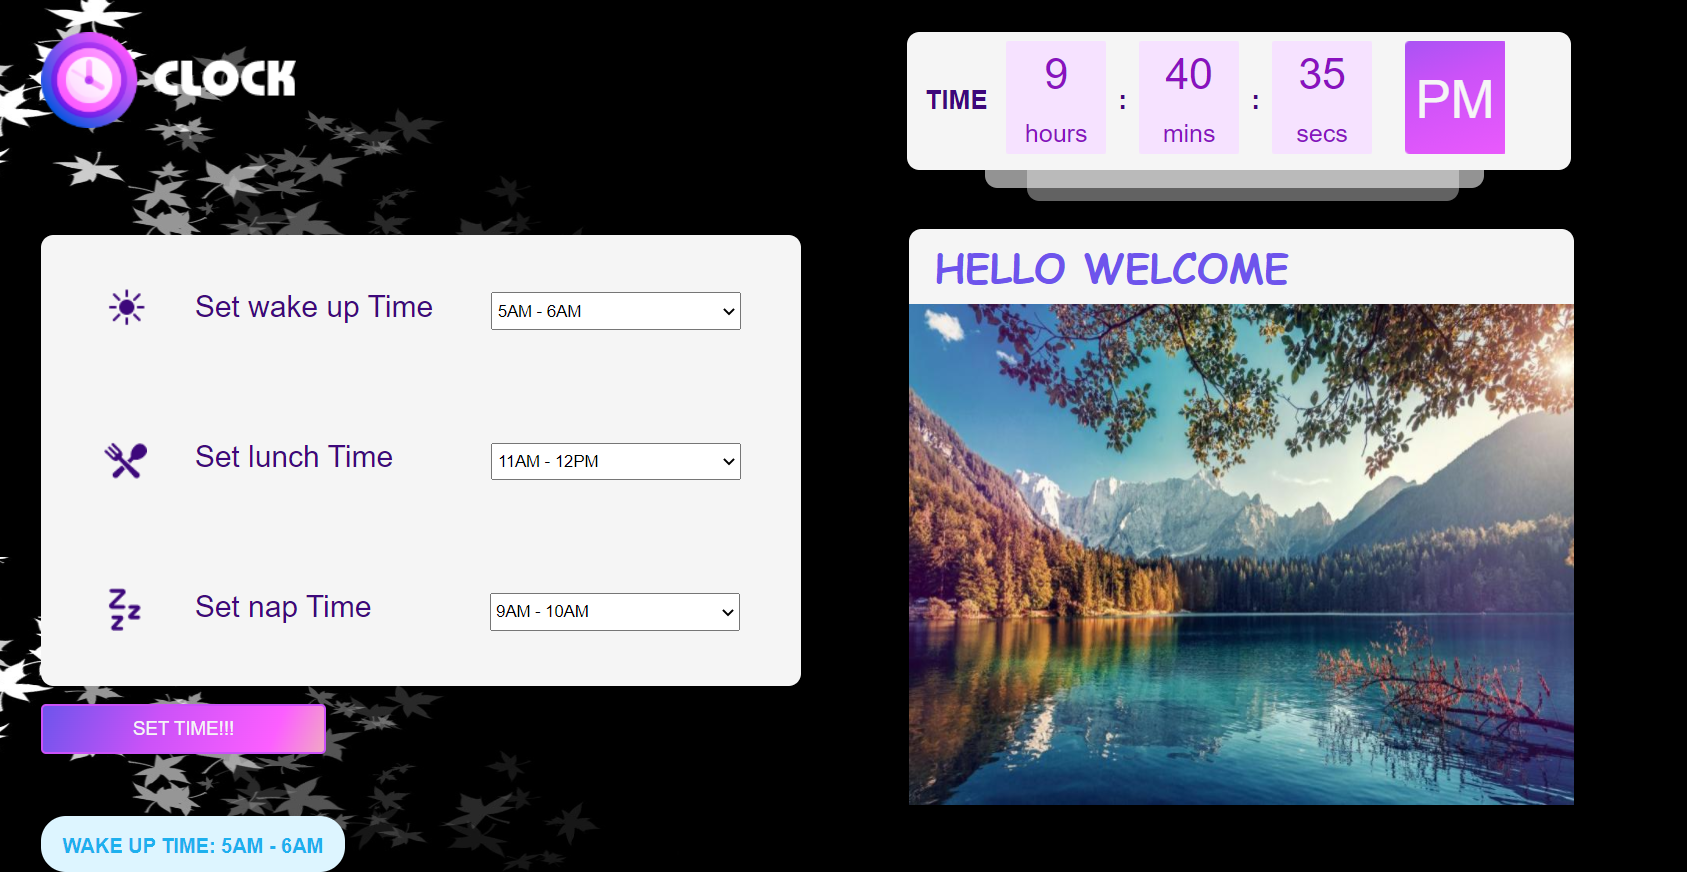 CLOCK
TIME
9
hours
:
40
mins
:
35
secs
PM
HELLO WELCOME
Set wake up Time
5AM - 6AM
Set lunch Time
11AM - 12PM
Set nap Time
9AM - 10AM
SET TIME!!!
WAKE UP TIME: 5AM - 6AM